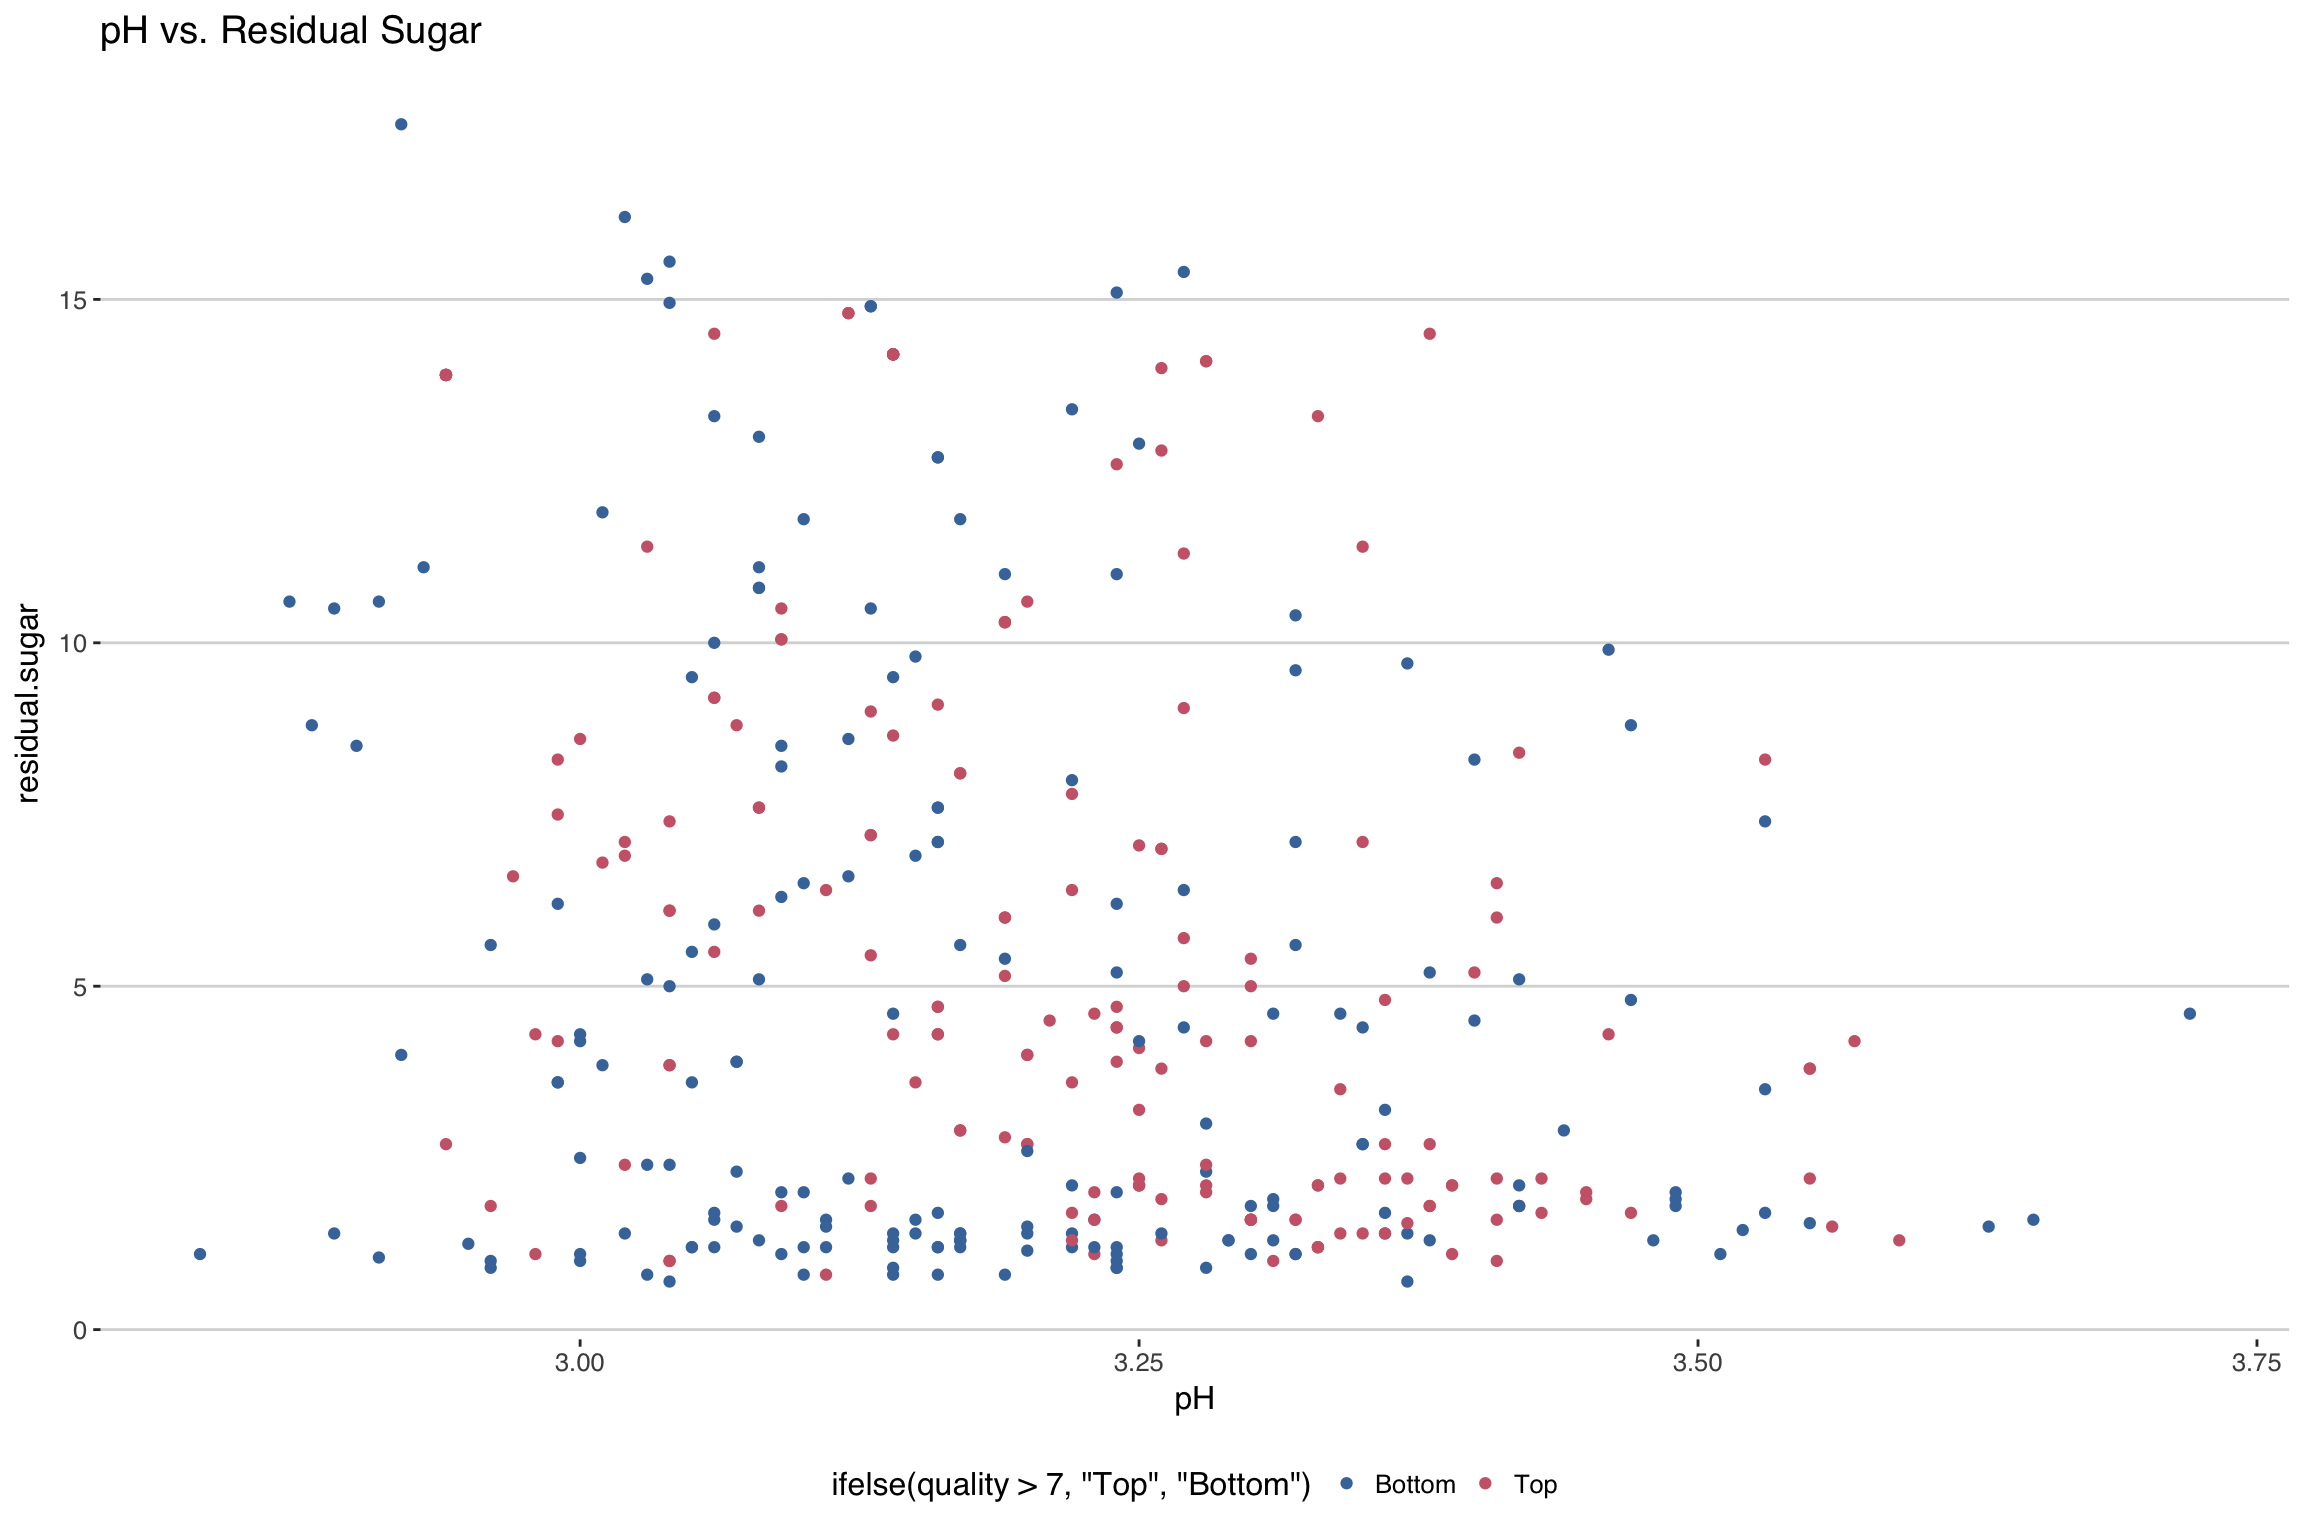 pH vs. Residual Sugar
15
10
5
0
residual.sugar
3.00
3.25
3.50
3.75
pH
ifelse(quality > 7, "Top", "Bottom")
Bottom
Top